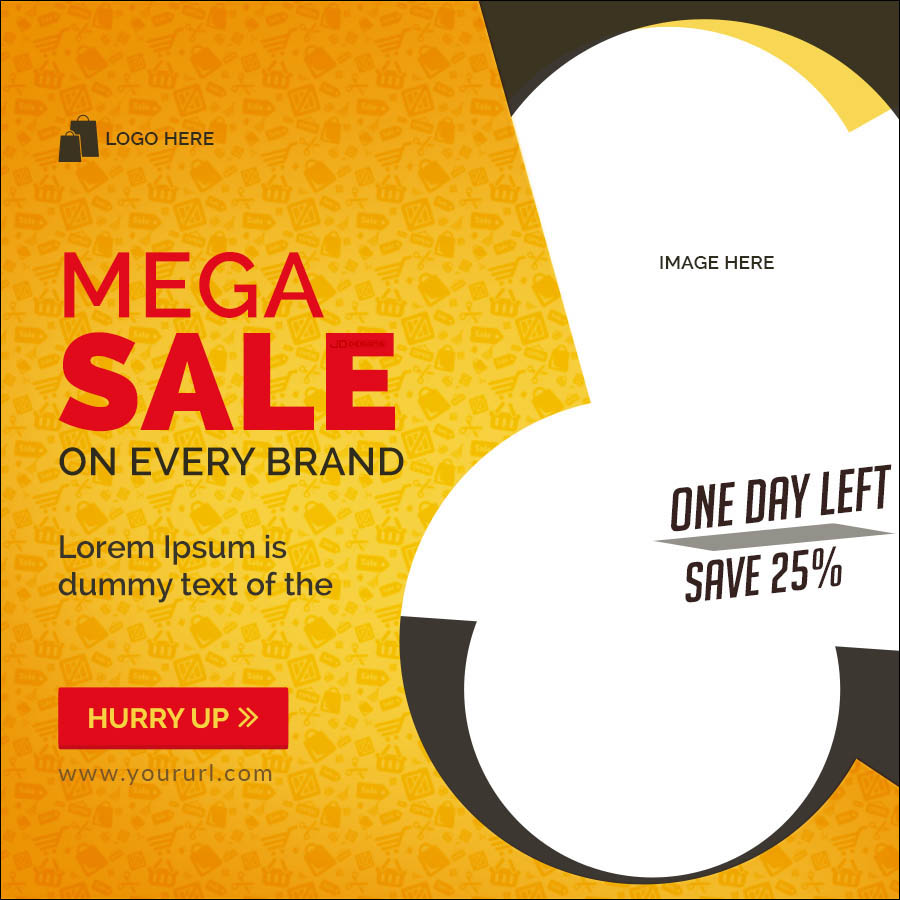 LOGO HERE
IMAGE HERE
MEGA
SALE
ON EVERY BRAND
ONE DAY LEFT
SAVE 25%
Lorem Ipsum is
dummy text of the
HURRY UP
www.yoururl.com